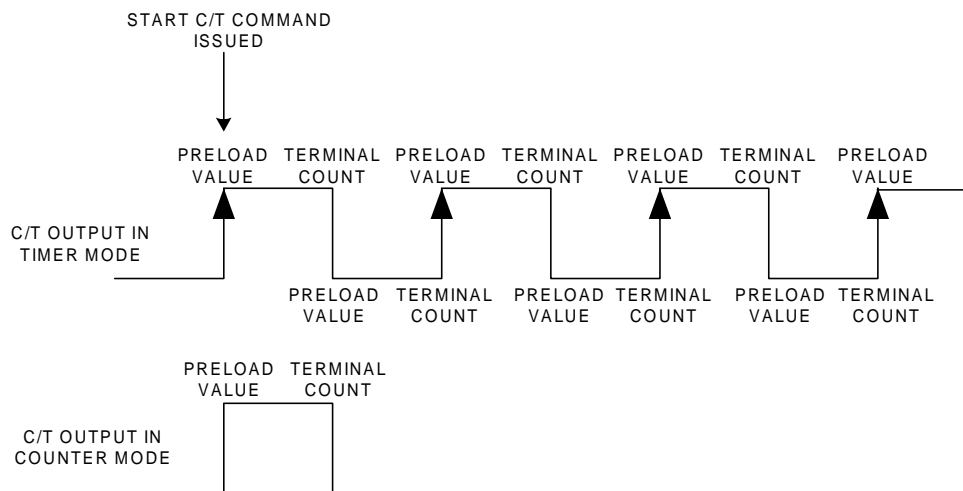 START C/T COMMAND
ISSUED
PRELOAD TERMINAL PRELOAD TERMINAL PRELOAD TERMINAL PRELOAD
VALUE COUNT VALUE COUNT VALUE COUNT VALUE
C/T OUTPUT IN
TIMER MODE
PRELOAD TERMINAL PRELOAD TERMINAL PRELOAD TERMINAL
VALUE COUNT VALUE COUNT VALUE COUNT
PRELOAD TERMINAL
VALUE COUNT
C/T OUTPUT IN
COUNTER MODE